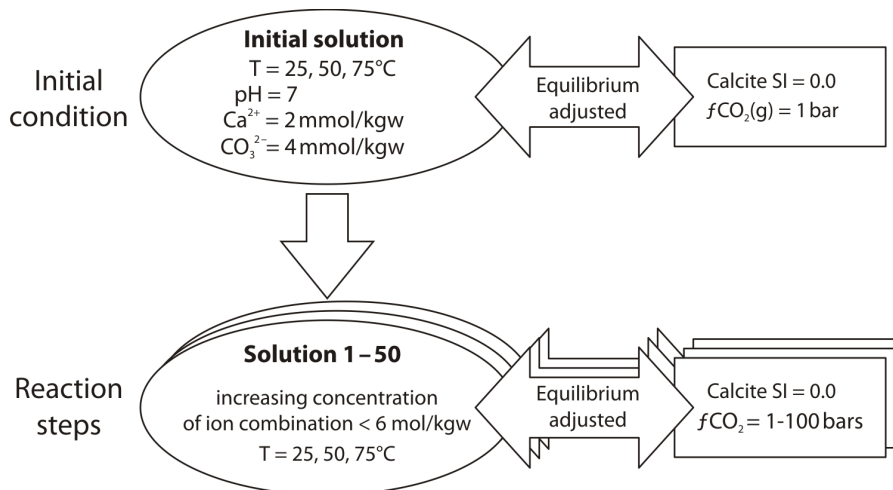 Initial condition
Initial solution
T = 25, 50, 75°C
pH = 7
Ca²⁺ = 2 mmol/kgw
CO₃²⁻ = 4 mmol/kgw
Equilibrium
adjusted
Calcite SI = 0.0
ƒCO₂(g) = 1 bar
Reaction
steps
Solution 1–50
increasing concentration
of ion combination < 6 mol/kgw
T = 25, 50, 75°C
Equilibrium
adjusted
Calcite SI = 0.0
ƒCO₂ = 1-100 bars